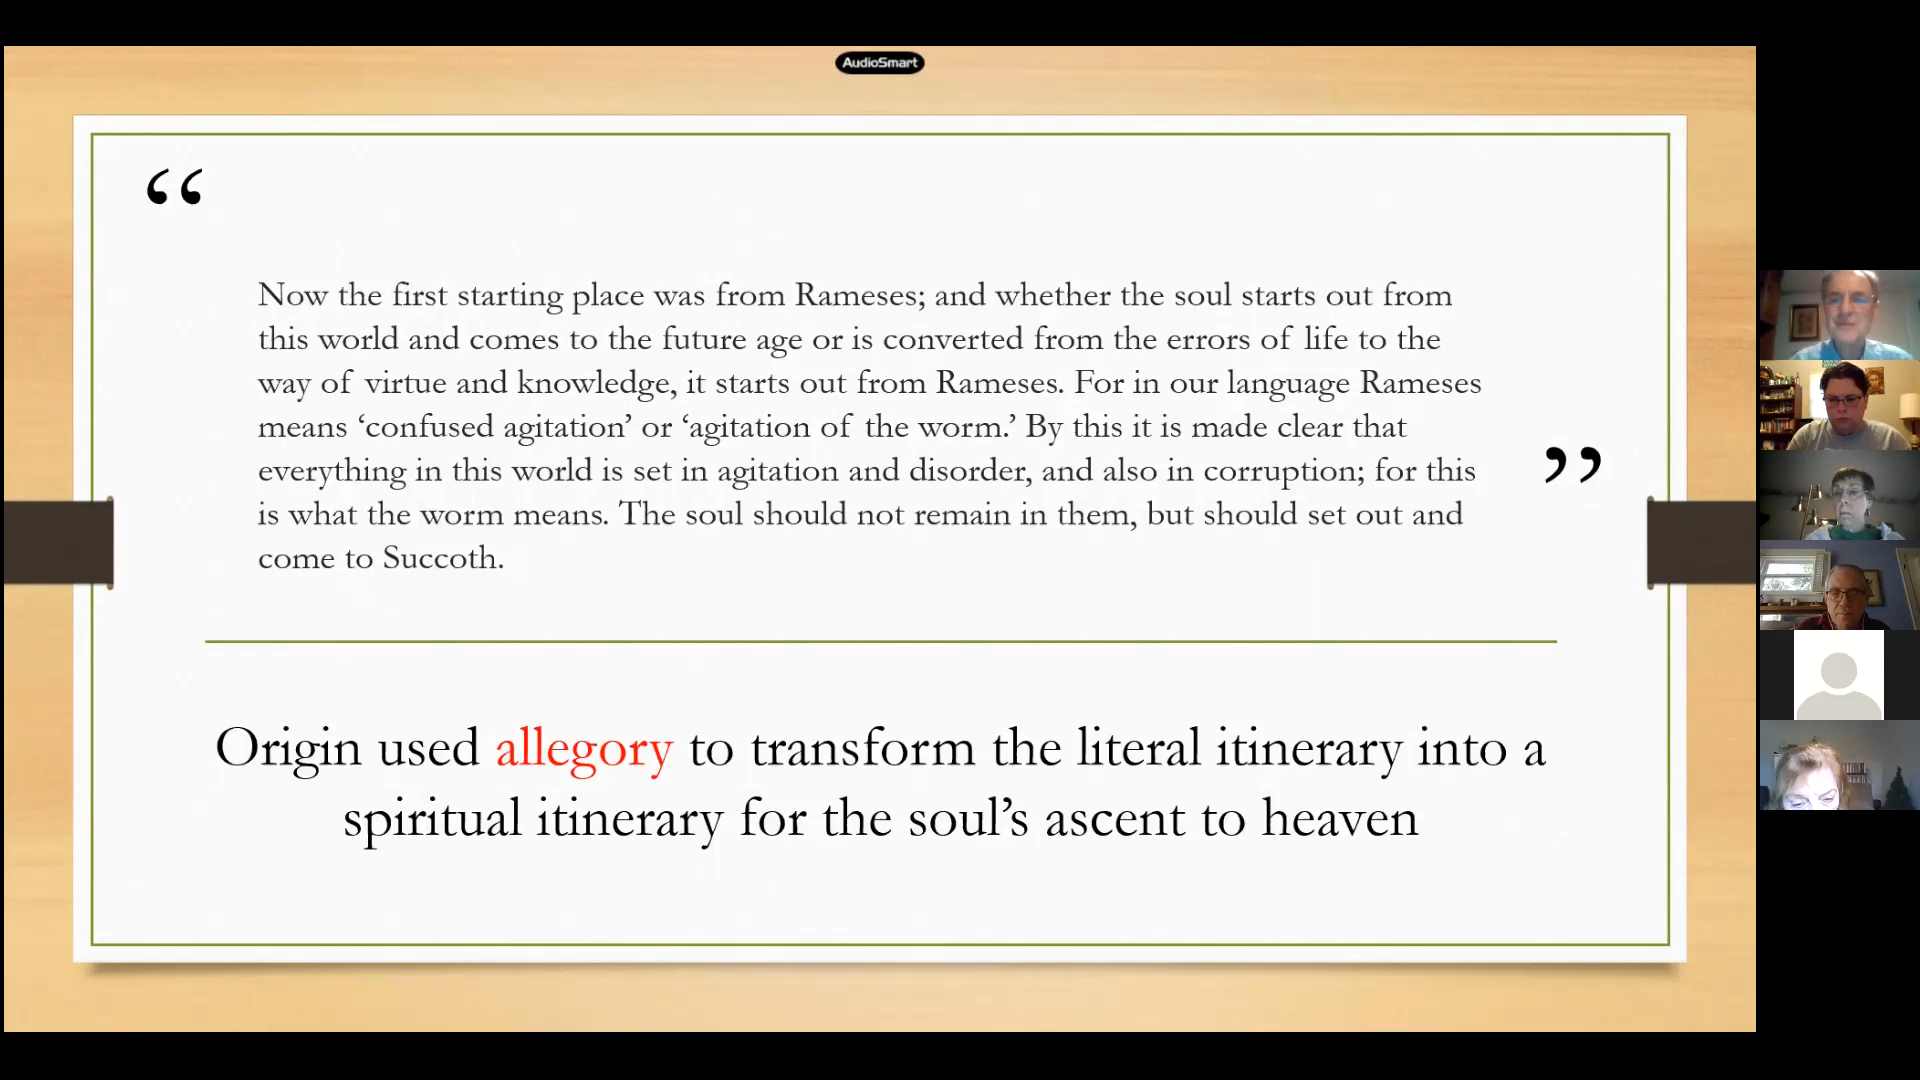 AudioSmart
“
Now the first starting place was from Rameses; and whether the soul starts out from
this world and comes to the future age or is converted from the errors of life to the
way of virtue and knowledge, it starts out from Rameses. For in our language Rameses
means ‘confused agitation’ or ‘agitation of the worm.’ By this it is made clear that
everything in this world is set in agitation and disorder, and also in corruption; for this
is what the worm means. The soul should not remain in them, but should set out and
come to Succoth.
”
Origin used allegory to transform the literal itinerary into a
spiritual itinerary for the soul’s ascent to heaven